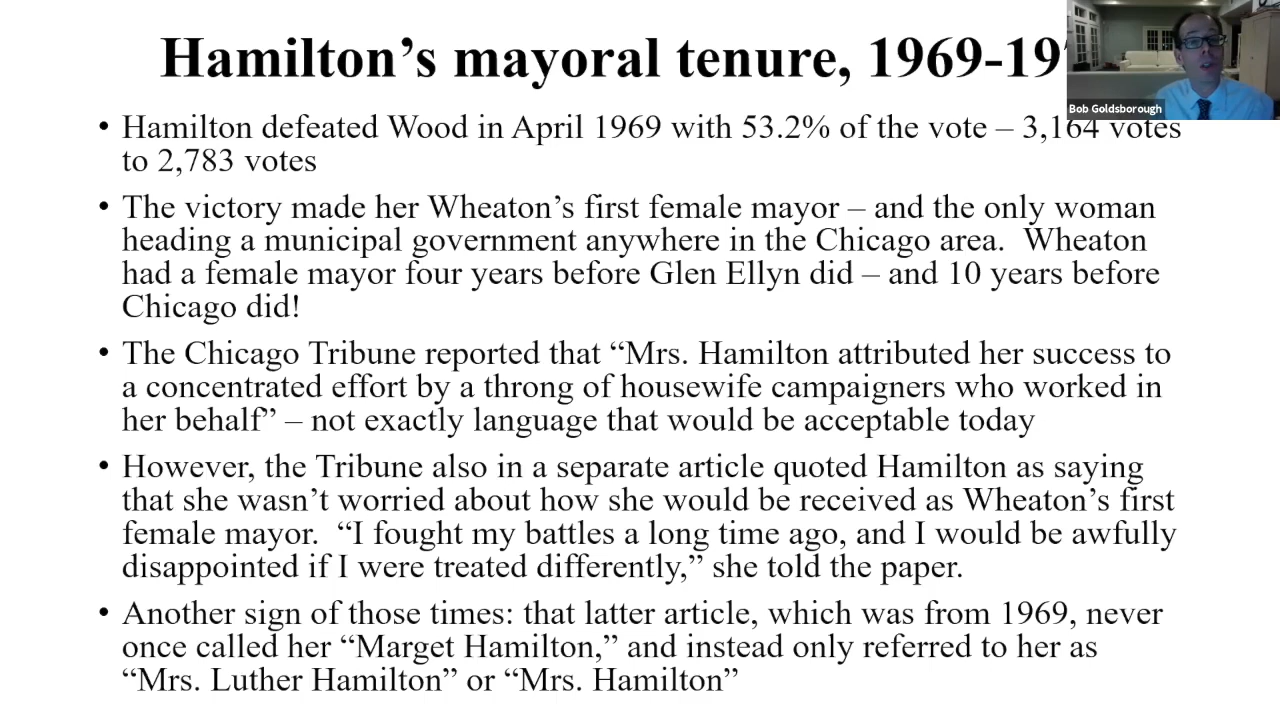 Hamilton’s mayoral tenure, 1969-19
Bob Goldsborough
• Hamilton defeated Wood in April 1969 with 53.2% of the vote – 3,164 votes
to 2,783 votes
• The victory made her Wheaton’s first female mayor – and the only woman
heading a municipal government anywhere in the Chicago area.  Wheaton
had a female mayor four years before Glen Ellyn did – and 10 years before
Chicago did!
• The Chicago Tribune reported that “Mrs. Hamilton attributed her success to
a concentrated effort by a throng of housewife campaigners who worked in
her behalf” – not exactly language that would be acceptable today
• However, the Tribune also in a separate article quoted Hamilton as saying
that she wasn’t worried about how she would be received as Wheaton’s first
female mayor.  “I fought my battles a long time ago, and I would be awfully
disappointed if I were treated differently,” she told the paper.
• Another sign of those times: that latter article, which was from 1969, never
once called her “Marget Hamilton,” and instead only referred to her as
“Mrs. Luther Hamilton” or “Mrs. Hamilton”